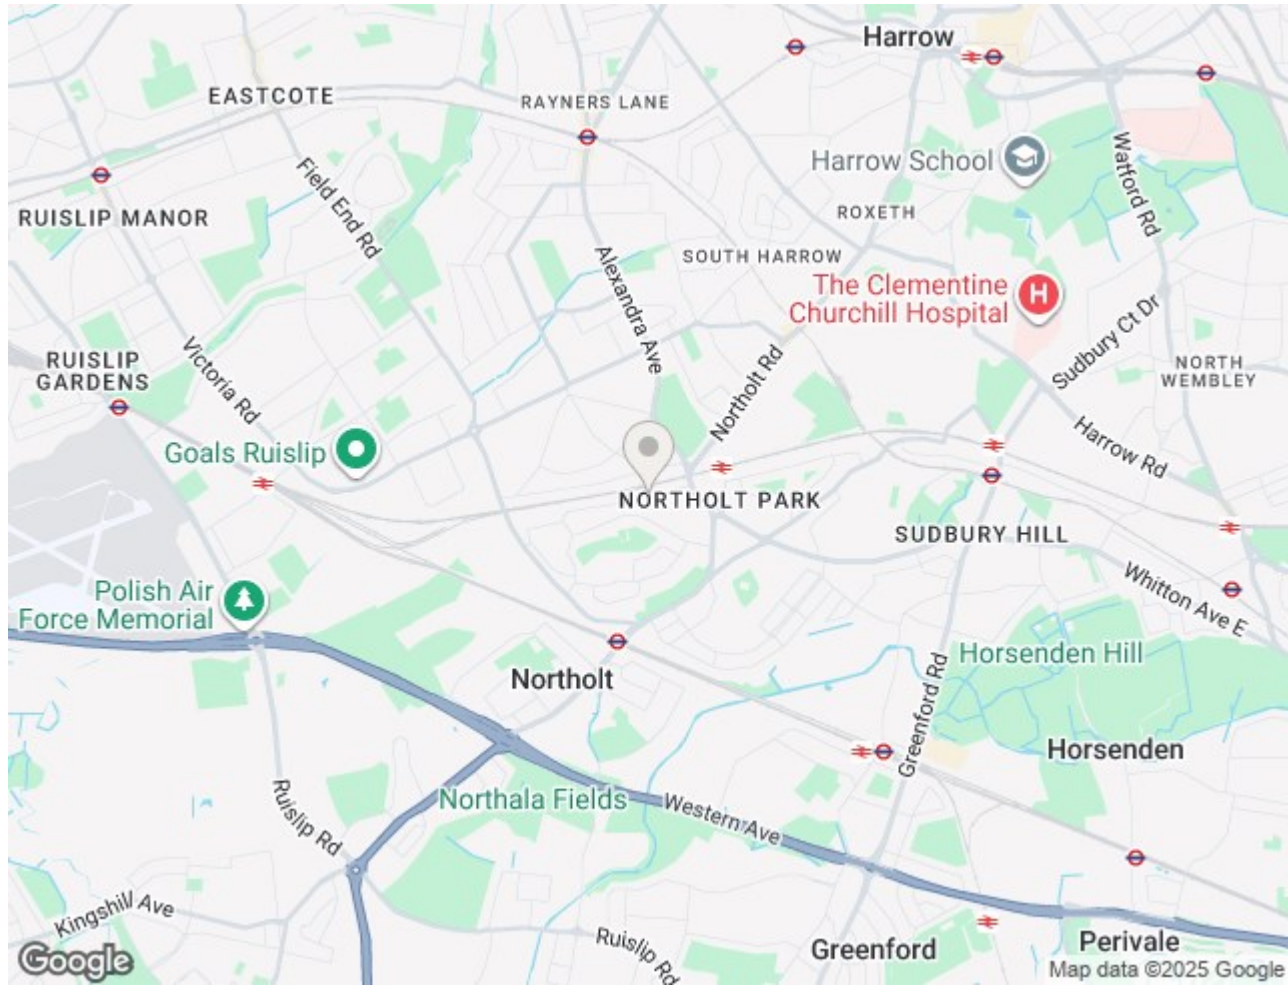 Harrow
EASTCOTE
RAYNERS LANE
Harrow School
Watford Rd
RUISLIP MANOR
Field End Rd
ROXETH
SOUTH HARROW
Alexandra Ave
The Clementine
Churchill Hospital
H
Sudbury Ct Dr
RUISLIP
GARDENS
Victoria Rd
Northolt Rd
NORTH
WEMBLEY
Goals Ruislip
Harrow Rd
NORTHOLT PARK
SUDBURY HILL
Polish Air
Force Memorial
Whitton Ave E
Horsenden Hill
Northolt
Greenford Rd
Horsenden
Ruislip Rd
Northala Fields
Western Ave
Kingshill Ave
Ruislip Rd
Greenford
Perivale
Google
Map data ©2025 Google